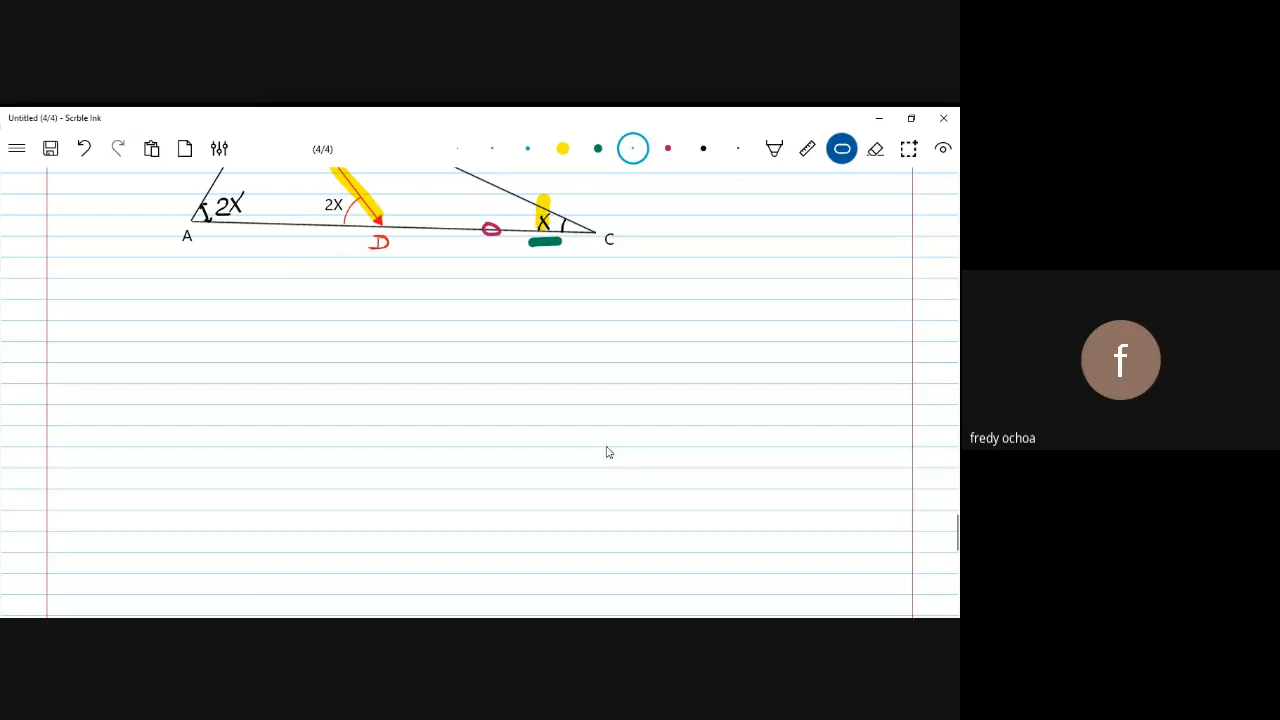 Untitled (4/4) - Scrble Ink
(4/4)
2X
2X
X
A
D
C
f
fredy ochoa